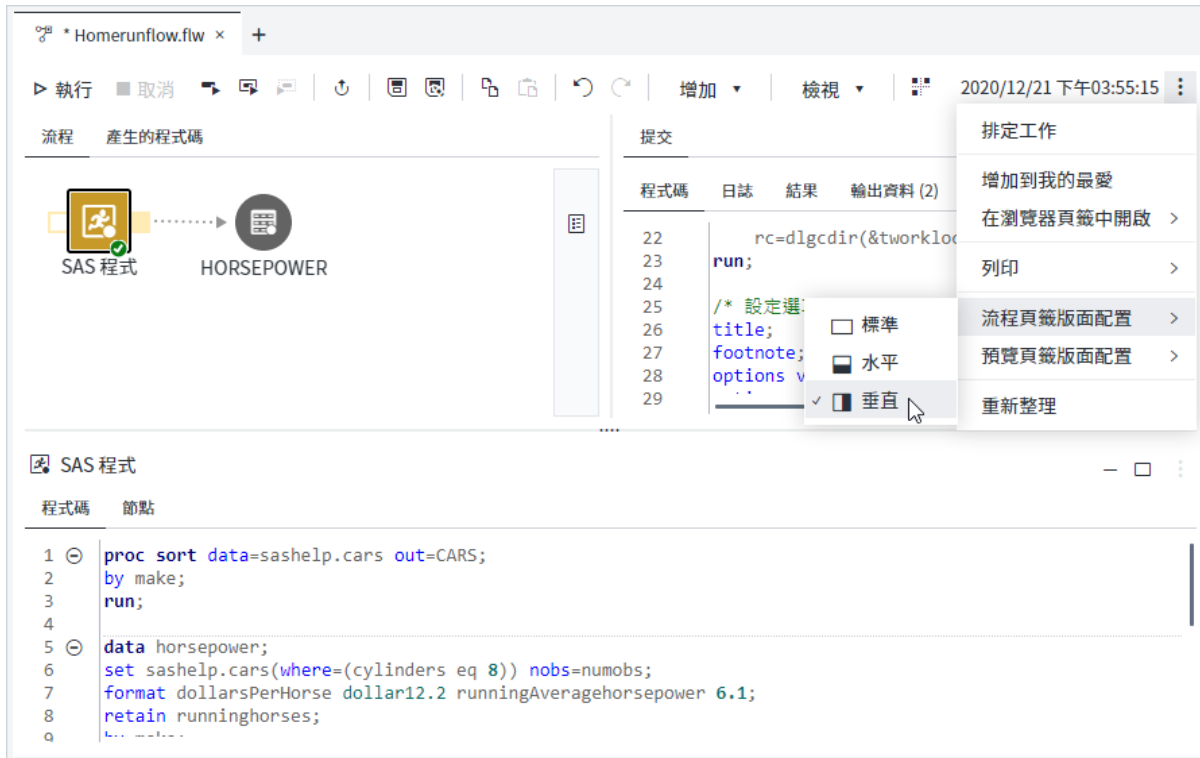 * Homerunflow.flw × +
執行 取消 增加 檢視 2020/12/21 下午03:55:15
流程 產生的程式碼
SAS 程式
HORSEPOWER
提交
程式碼 日誌 結果 輸出資料 (2)
22 rc=dlgcdir(&tworkloc
23 run;
24
25 /* 設定選
26 title;
27 footnote;
28 options v
29
排定工作
增加到我的最愛
在瀏覽器頁籤中開啟
列印
流程頁籤版面配置
預覽頁籤版面配置
重新整理
標準
水平
垂直
SAS 程式
程式碼 節點
1 proc sort data=sashelp.cars out=CARS;
2 by make;
3 run;
4
5 data horsepower;
6 set sashelp.cars(where=(cylinders eq 8)) nobs=numobs;
7 format dollarsPerHorse dollar12.2 runningAveragehorsepower 6.1;
8 retain runninghorses;
9